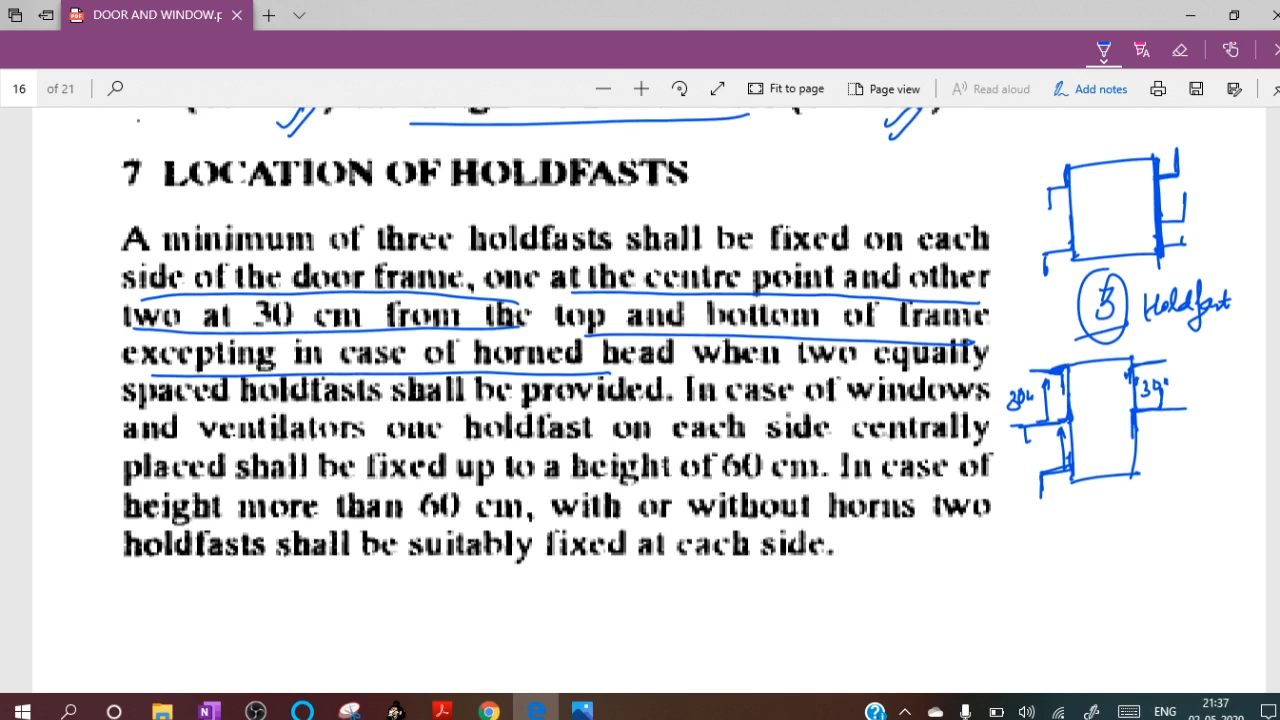 DOOR AND WINDOW.p
16 of 21
Fit to page
Page view
Read aloud
Add notes
7 LOCATION OF HOLDFASTS
A minimum of three holdfasts shall be fixed on each
side of the door frame, one at the centre point and other
two at 30 cm from the top and bottom of frame
excepting in case of horned head when two equally
spaced holdfasts shall be provided. In case of windows
and ventilators one holdfast on each side centrally
placed shall be fixed up to a height of 60 cm. In case of
height more than 60 cm, with or without horns two
holdfasts shall be suitably fixed at each side.
3 Holdfast
ENG
21:37
02-05-2020